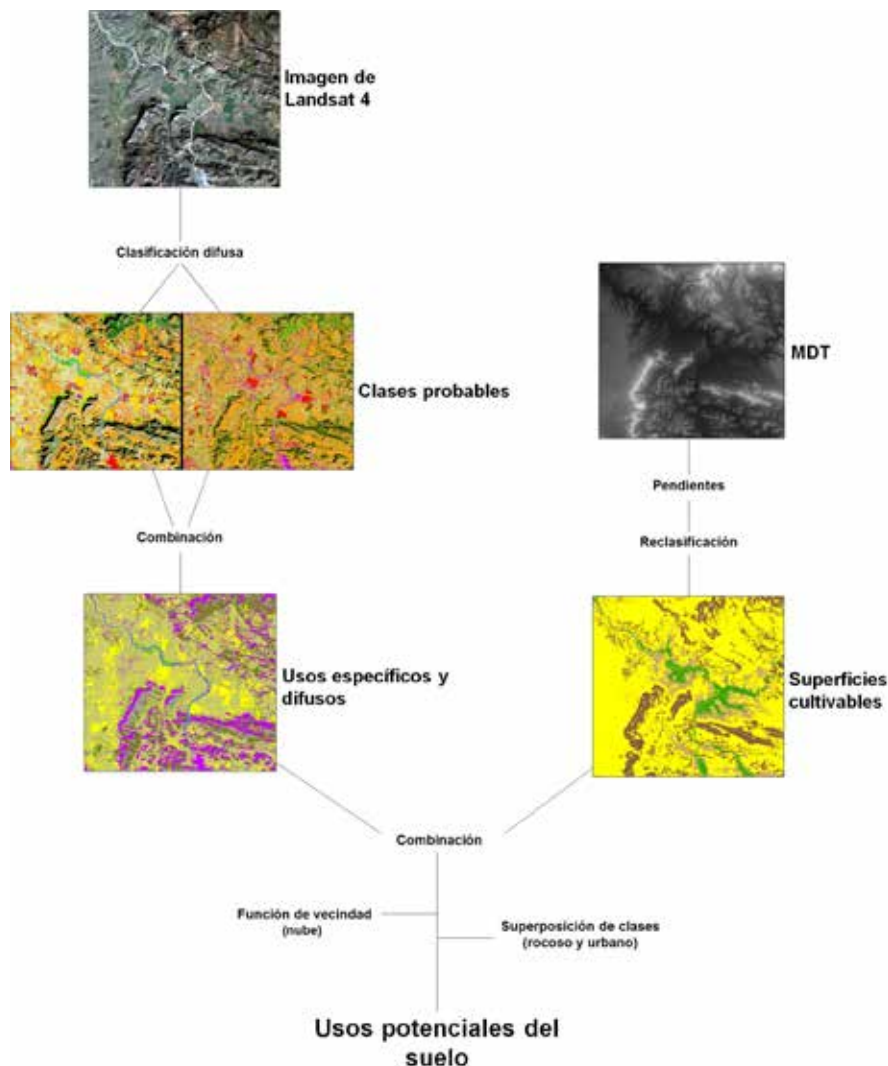 Imagen de
Landsat 4
Clasificación difusa
Clases probables
MDT
Pendientes
Combinación
Reclasificación
Usos específicos y
difusos
Superficies
cultivables
Combinación
Función de vecindad
(nube)
Superposición de clases
(rocoso y urbano)
Usos potenciales del
suelo